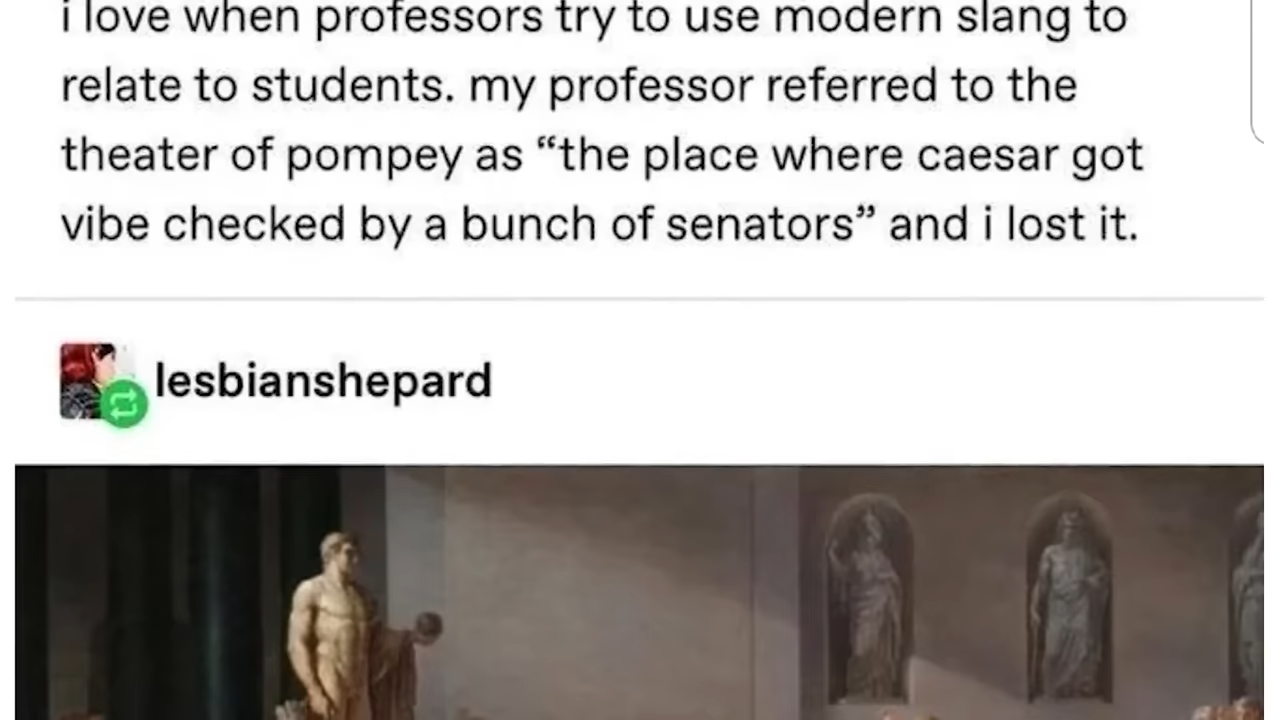 i love when professors try to use modern slang to
relate to students. my professor referred to the
theater of pompey as “the place where caesar got
vibe checked by a bunch of senators” and i lost it.
lesbianshepard